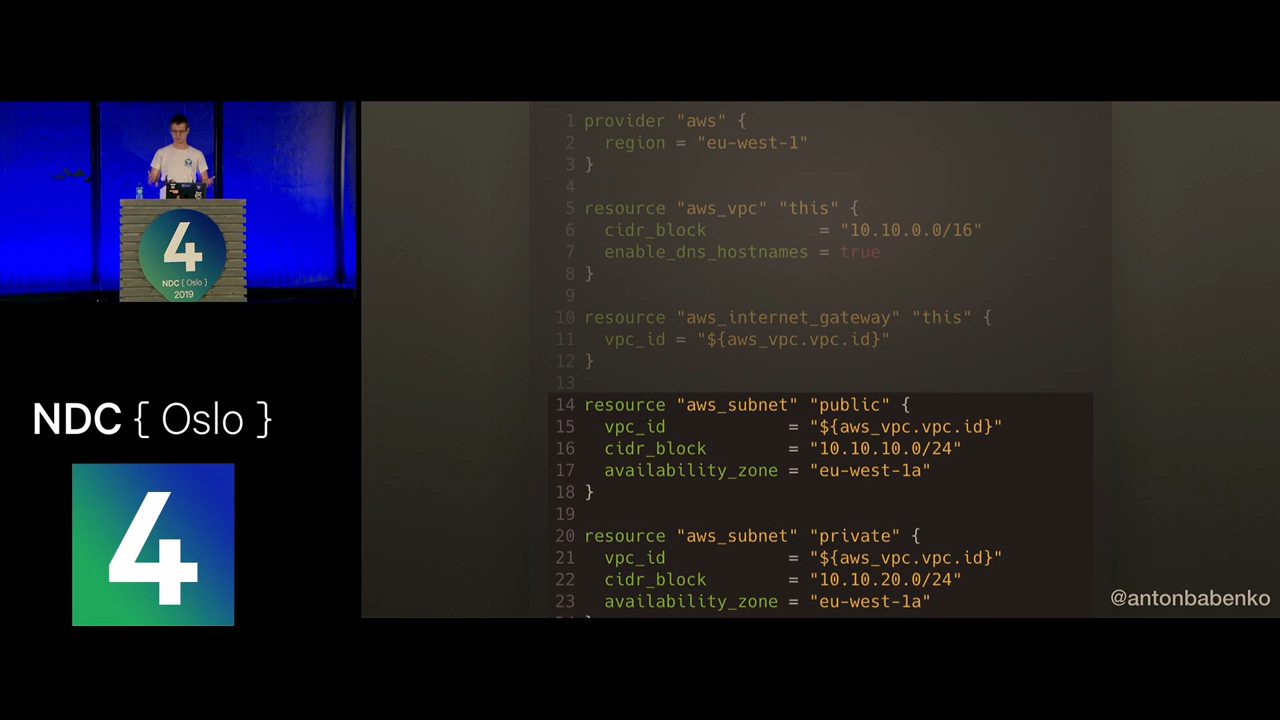 4
NDC { Oslo }
2019
NDC { Oslo }
4
1 provider "aws" {
2   region = "eu-west-1"
3 }
4
5 resource "aws_vpc" "this" {
6   cidr_block           = "10.10.0.0/16"
7   enable_dns_hostnames = true
8 }
9
10 resource "aws_internet_gateway" "this" {
11   vpc_id = "${aws_vpc.vpc.id}"
12 }
13
14 resource "aws_subnet" "public" {
15   vpc_id            = "${aws_vpc.vpc.id}"
16   cidr_block        = "10.10.10.0/24"
17   availability_zone = "eu-west-1a"
18 }
19
20 resource "aws_subnet" "private" {
21   vpc_id            = "${aws_vpc.vpc.id}"
22   cidr_block        = "10.10.20.0/24"
23   availability_zone = "eu-west-1a"
@antonbabenko